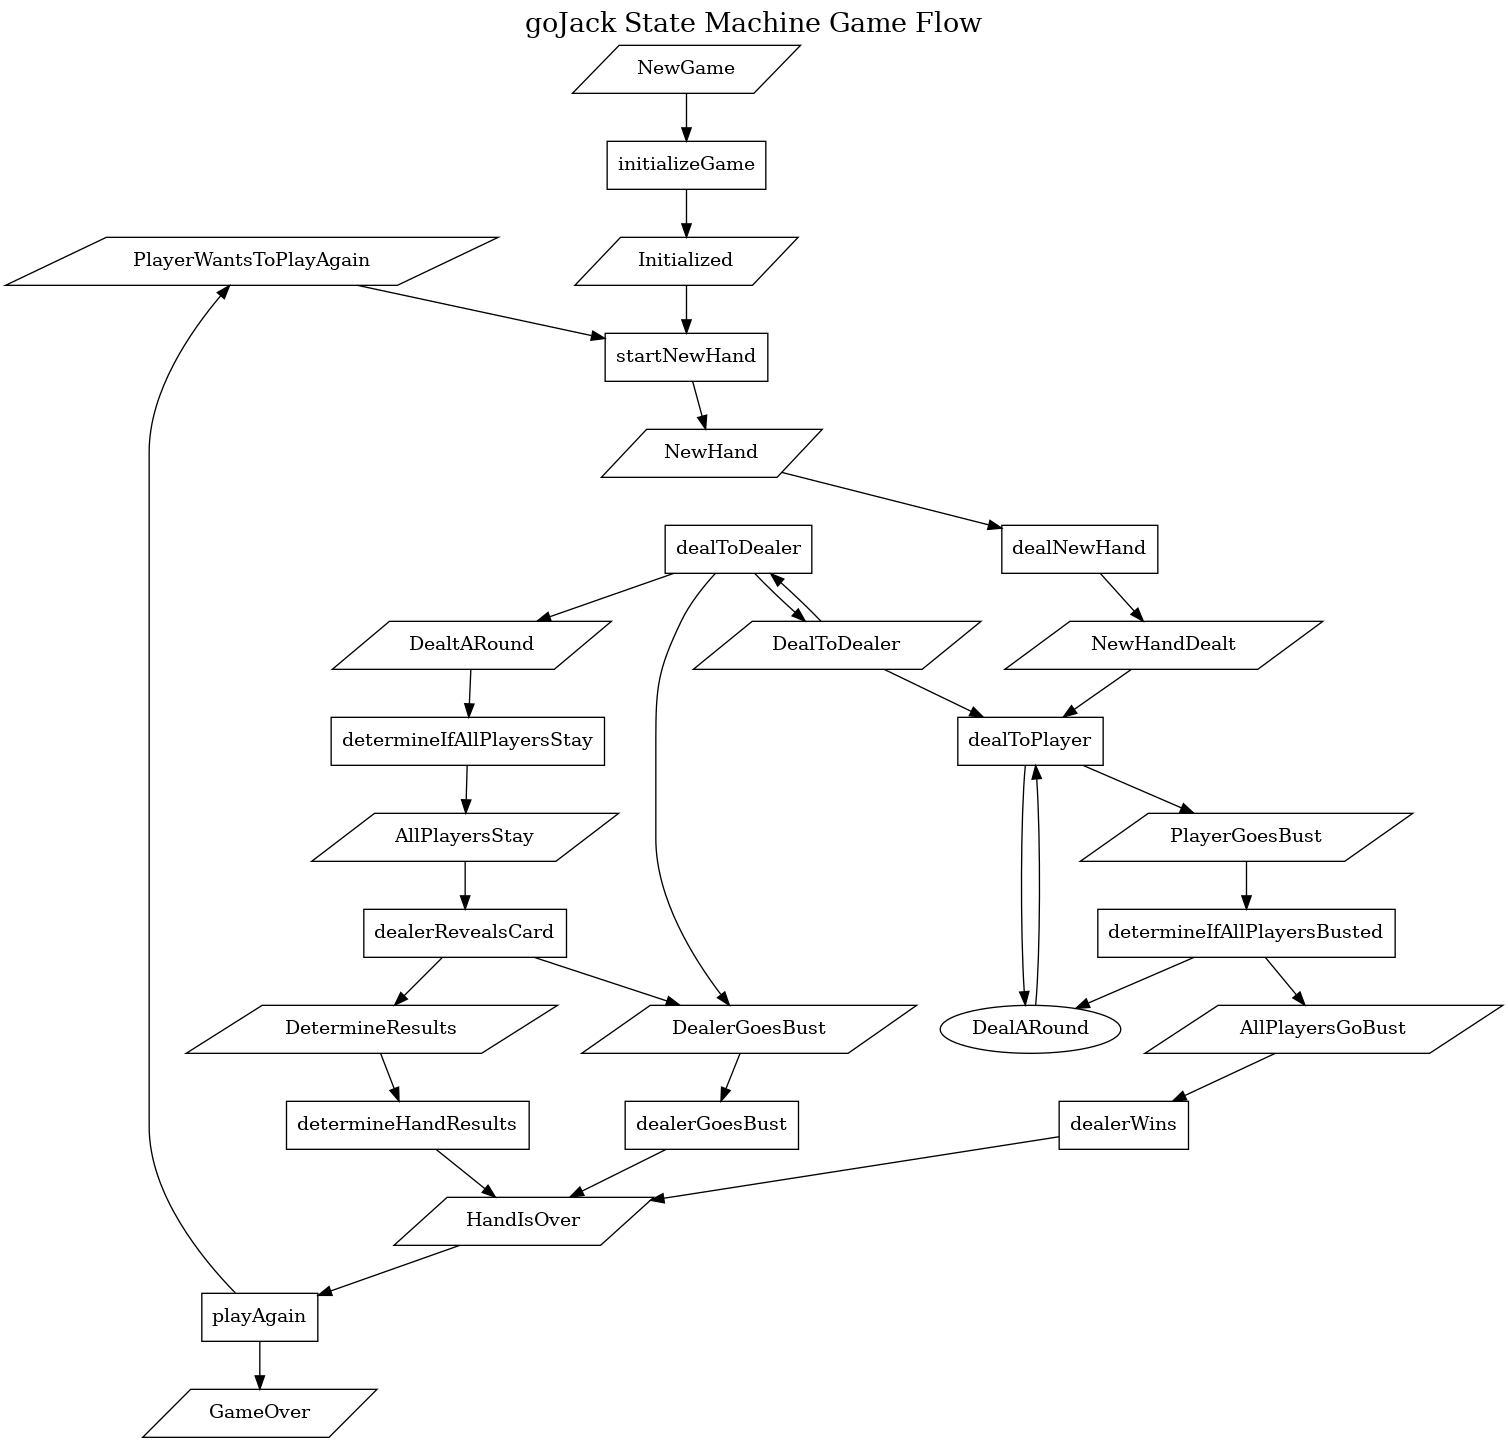 goJack State Machine Game Flow
NewGame
initializeGame
PlayerWantsToPlayAgain
Initialized
startNewHand
NewHand
dealToDealer
dealNewHand
DealtARound
DealToDealer
NewHandDealt
determineIfAllPlayersStay
dealToPlayer
AllPlayersStay
PlayerGoesBust
dealerRevealsCard
determineIfAllPlayersBusted
DetermineResults
DealerGoesBust
DealARound
AllPlayersGoBust
determineHandResults
dealerGoesBust
dealerWins
HandIsOver
playAgain
GameOver